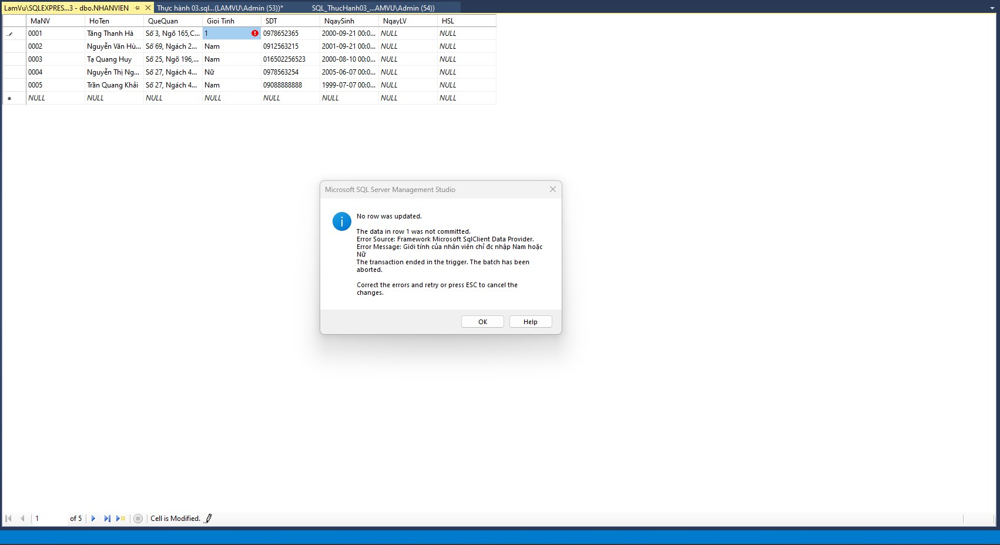 LamVu\SQLEXPRES...3 - dbo.NHANVIEN Thực hành 03.sql...(LAMVU\Admin (53))* SQL_ThucHanh03_...AMVU\Admin (54))
MaNV HoTen QueQuan Gioi Tinh SDT NgaySinh NgayLV HSL
0001 Tăng Thanh Hà Số 3, Ngõ 165,C... 1 0978652365 2000-09-21 00:0... NULL NULL
0002 Nguyễn Văn Hù... Số 69, Ngách 2... Nam 0912563215 2001-09-21 00:0... NULL NULL
0003 Tạ Quang Huy Số 25, Ngõ 196,... Nam 016502256523 2000-08-10 00:0... NULL NULL
0004 Nguyễn Thị Ng... Số 27, Ngách 4... Nữ 0978563254 2005-06-07 00:0... NULL NULL
0005 Trần Quang Khải Số 27, Ngách 4... Nam 09088888888 1999-07-07 00:0... NULL NULL
NULL NULL NULL NULL NULL NULL NULL NULL
Microsoft SQL Server Management Studio
No row was updated.
The data in row 1 was not committed.
Error Source: Framework Microsoft SqlClient Data Provider.
Error Message: Giới tính của nhân viên chỉ đc nhập Nam hoặc
Nữ
The transaction ended in the trigger. The batch has been
aborted.
Correct the errors and retry or press ESC to cancel the
changes.
OK Help
1 of 5 Cell is Modified.